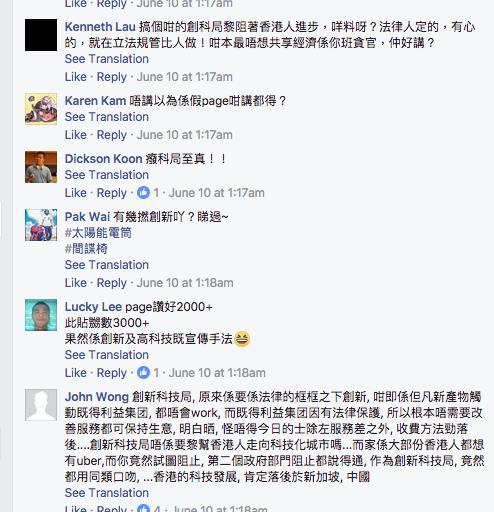 Like · Reply · June 10 at 1:17am
Kenneth Lau 搞個咁的創科局黎阻著香港人進步，咩料呀？法律人定的，有心
的，就在立法規管比人做！咁本最唔想共享經濟係你班貪官，仲好講？
See Translation
Like · Reply · June 10 at 1:17am
Karen Kam 唔講以為係假page咁講都得？
See Translation
Like · Reply · June 10 at 1:17am
Dickson Koon 癈科局至真！！
See Translation
Like · Reply · 1 · June 10 at 1:17am
Pak Wai 有幾撚創新吖？睇過~
#太陽能電筒
#間諜椅
See Translation
Like · Reply · June 10 at 1:18am
Lucky Lee page讚好2000+
此貼嬲數3000+
果然係創新及高科技既宣傳手法😆
See Translation
Like · Reply · 1 · June 10 at 1:18am
John Wong 創新科技局, 原來係要係法律的框框之下創新, 咁即係但凡新產物觸
動既得利益集団, 都唔會work, 而既得利益集团因有法律保護, 所以根本唔需要改
善服務都可保持生意, 明白晒, 怪唔得今日的士除左服務差之外, 收費方法勁落
後....創新科技局唔係要黎幫香港人走向科技化城市嗎...而家係大部份香港人都想
有uber,而你竟然試圖阻止, 第二個政府部門阻止都說得通, 作為創新科技局, 竟然
都用同類口吻, ...香港的科技發展, 肯定落後於新加坡, 中國
See Translation
Like · Reply · 4 · June 10 at 1:18am